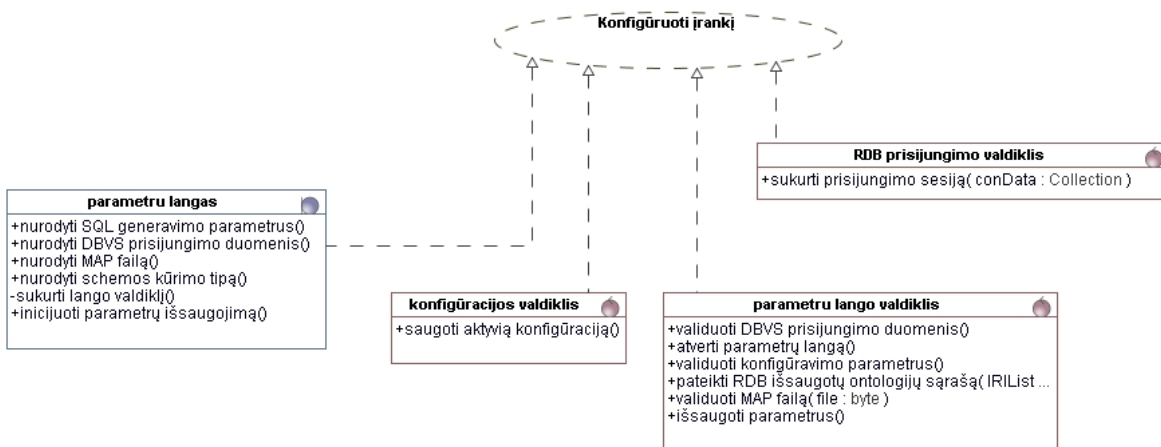 Konfigūruoti įrankį
RDB prisijungimo valdiklis
+sukurti prisijungimo sesiją( conData : Collection )
parametru langas
+nurodyti SQL generavimo parametrus()
+nurodyti DBVS prisijungimo duomenis()
+nurodyti MAP failą()
+nurodyti schemos kūrimo tipą()
-sukurti lango valdiklį()
+inicijuoti parametrų išsaugojimą()
konfigūracijos valdiklis
+saugoti aktyvią konfigūraciją()
parametru lango valdiklis
+validuoti DBVS prisijungimo duomenis()
+atverti parametrų langą()
+validuoti konfigūravimo parametrus()
+pateikti RDB išsaugotų ontologijų sąrašą( IRIList ...
+validuoti MAP failą( file : byte )
+išsaugoti parametrus()